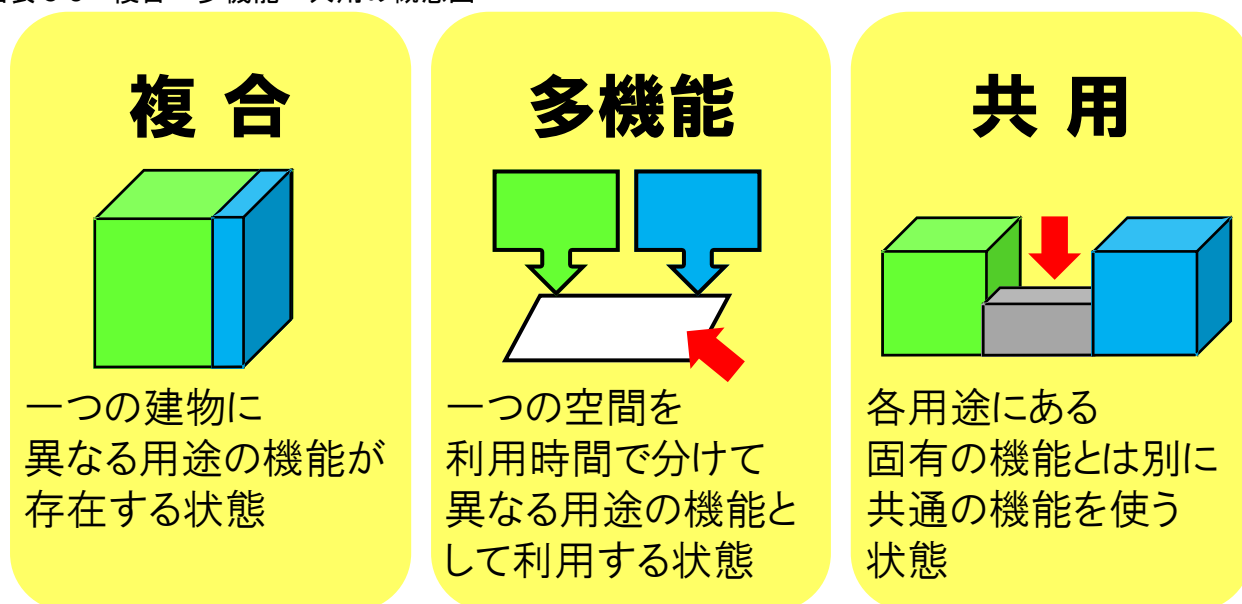 複合
一つの建物に
異なる用途の機能が
存在する状態
多機能
一つの空間を
利用時間で分けて
異なる用途の機能と
して利用する状態
共用
各用途にある
固有の機能とは別に
共通の機能を使う
状態